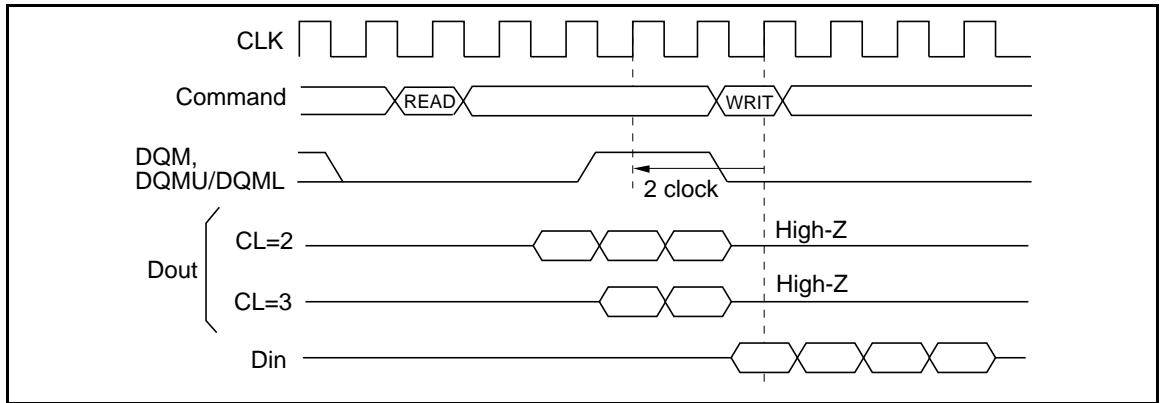 CLK
Command
READ
WRIT
DQM,
DQMU/DQML
2 clock
Dout
CL=2
High-Z
CL=3
High-Z
Din